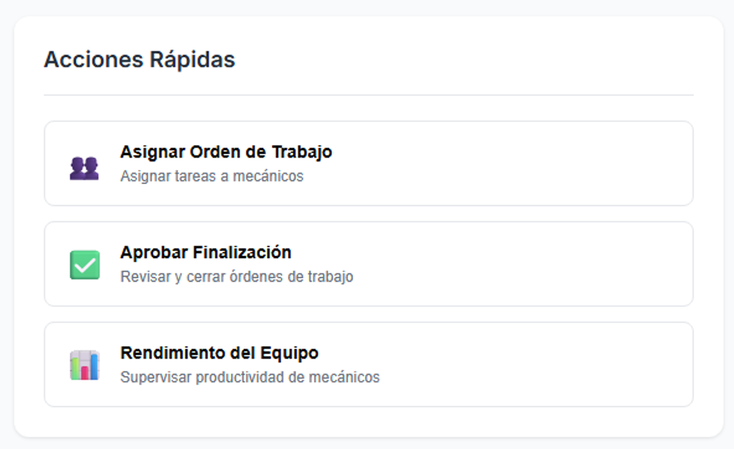 Acciones Rápidas
Asignar Orden de Trabajo
Asignar tareas a mecánicos
Aprobar Finalización
Revisar y cerrar órdenes de trabajo
Rendimiento del Equipo
Supervisar productividad de mecánicos